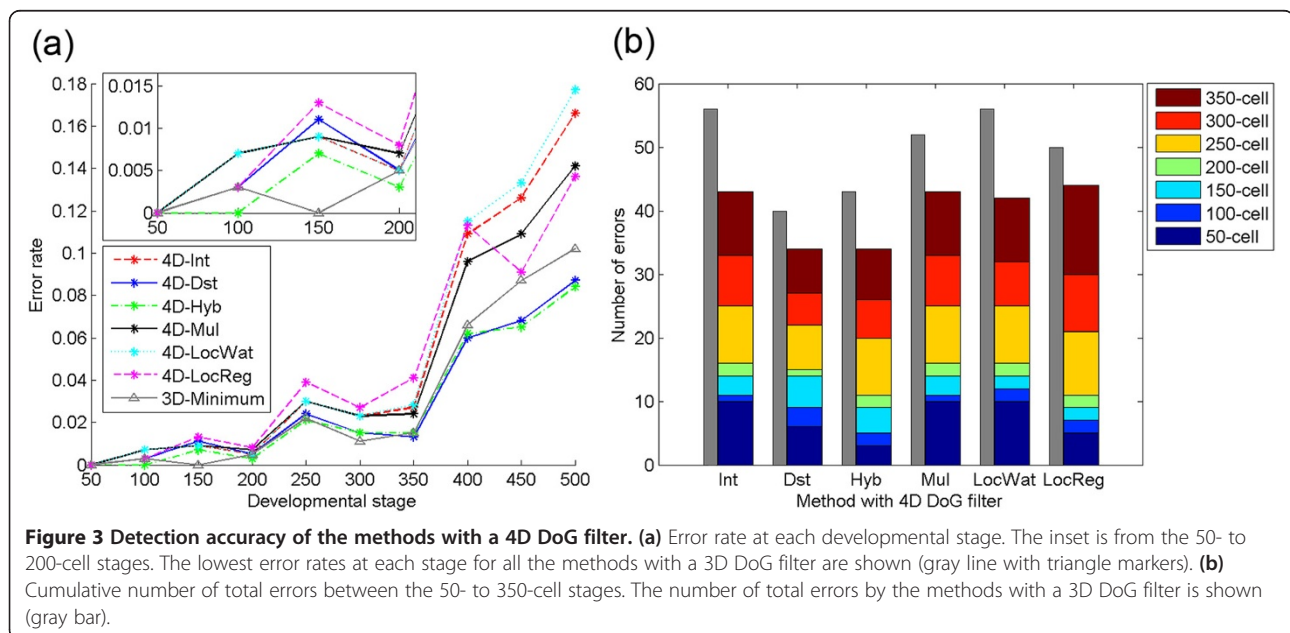 (a)
(b)
0.18
0.16
0.14
0.12
0.1
0.08
0.06
0.04
0.02
0
Error rate
0.015
0.01
0.005
0
50
100
150
200
4D-Int
4D-Dst
4D-Hyb
4D-Mul
4D-LocWat
4D-LocReg
3D-Minimum
50 100 150 200 250 300 350 400 450 500
Developmental stage
60
50
40
30
20
10
0
Number of errors
Int Dst Hyb Mul LocWat LocReg
Method with 4D DoG filter
350-cell
300-cell
250-cell
200-cell
150-cell
100-cell
50-cell
Figure 3 Detection accuracy of the methods with a 4D DoG filter. (a) Error rate at each developmental stage. The inset is from the 50- to
200-cell stages. The lowest error rates at each stage for all the methods with a 3D DoG filter are shown (gray line with triangle markers). (b)
Cumulative number of total errors between the 50- to 350-cell stages. The number of total errors by the methods with a 3D DoG filter is shown
(gray bar).